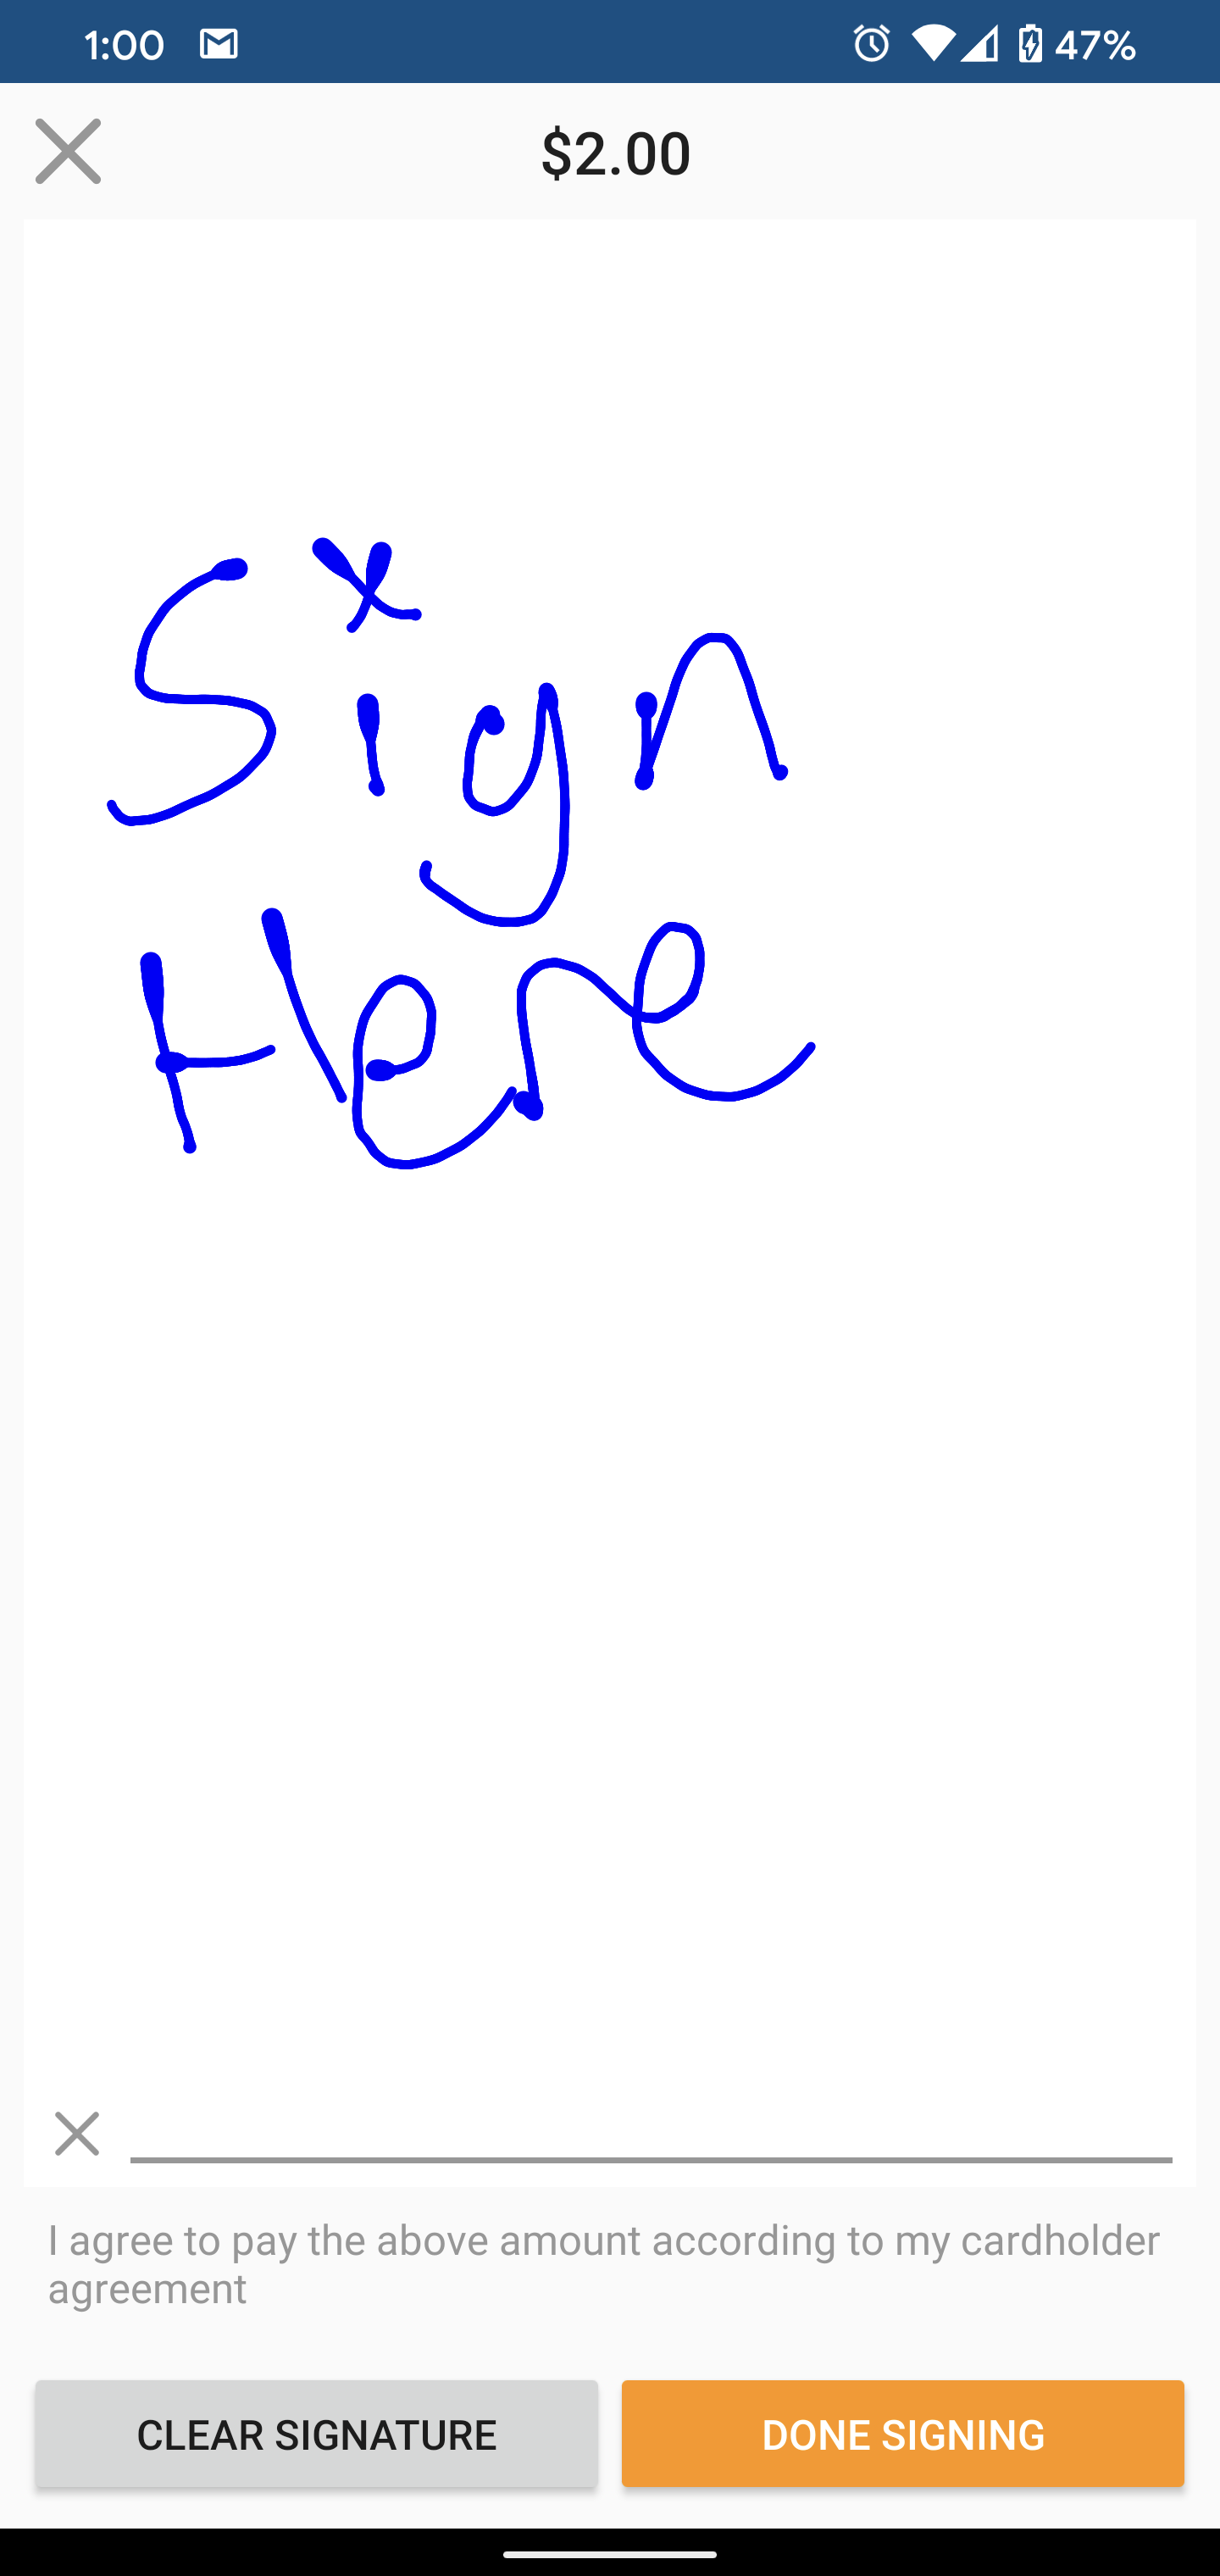 1:00 47%
$2.00
Sign
Here
I agree to pay the above amount according to my cardholder
agreement
CLEAR SIGNATURE DONE SIGNING